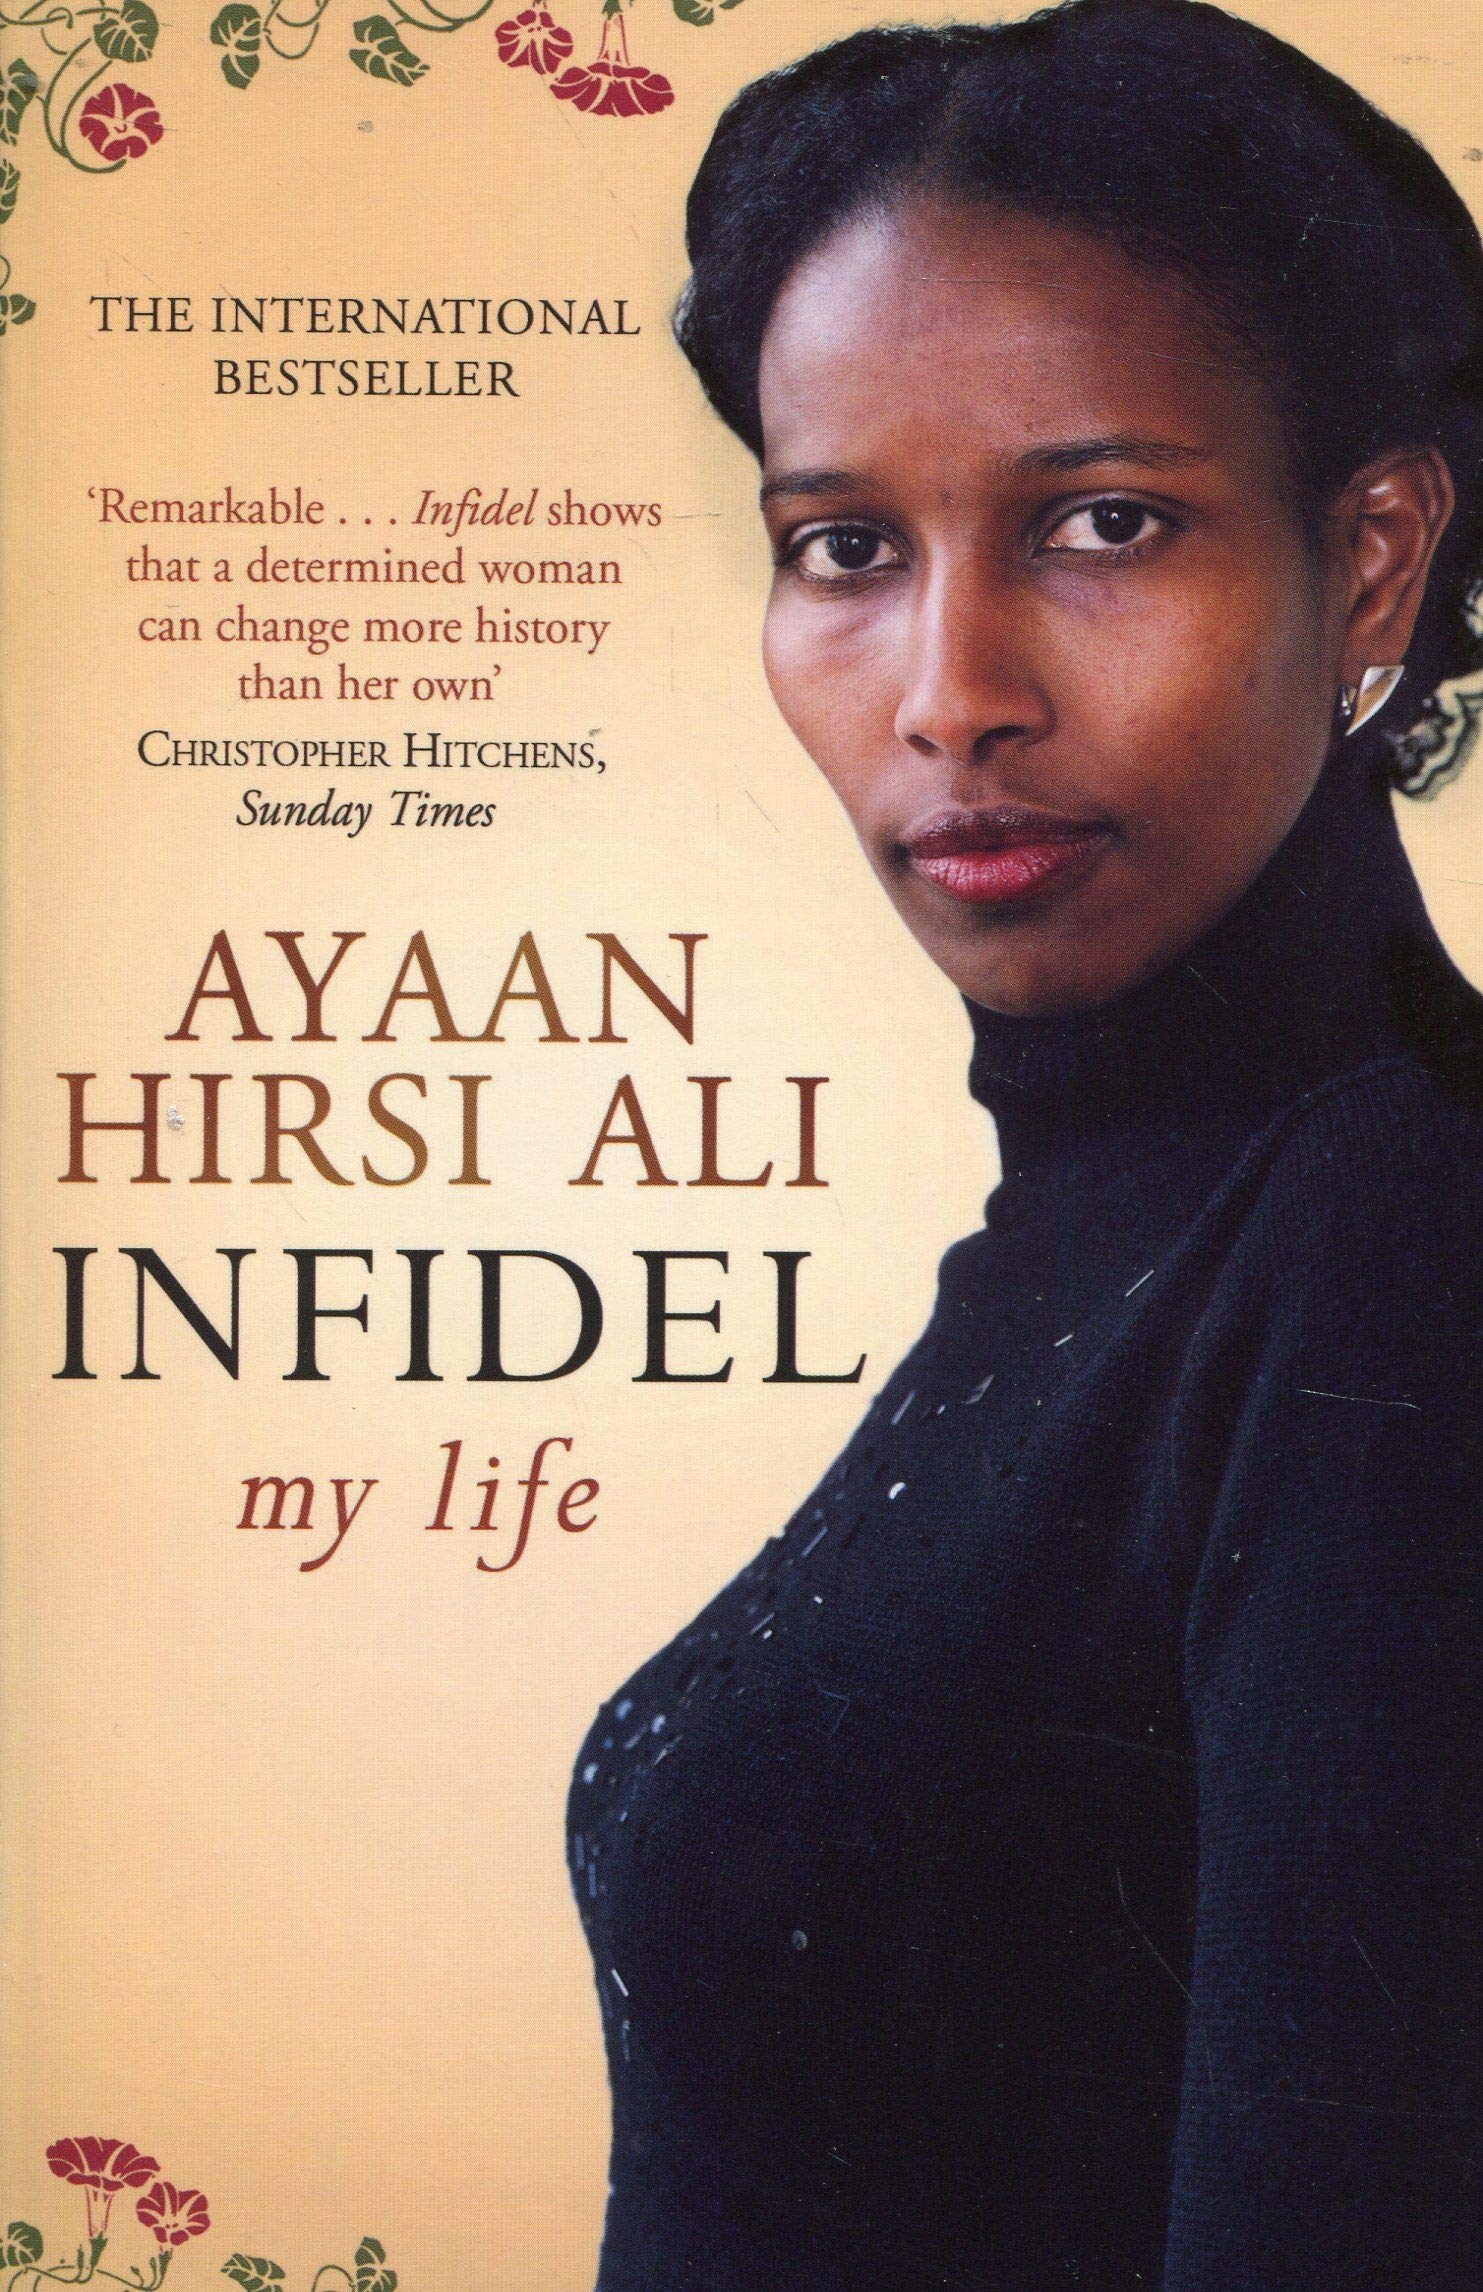 THE INTERNATIONAL
BESTSELLER
‘Remarkable . . . Infidel shows
that a determined woman
can change more history
than her own’
CHRISTOPHER HITCHENS,
Sunday Times
AYAAN
HIRSI ALI
INFIDEL
my life